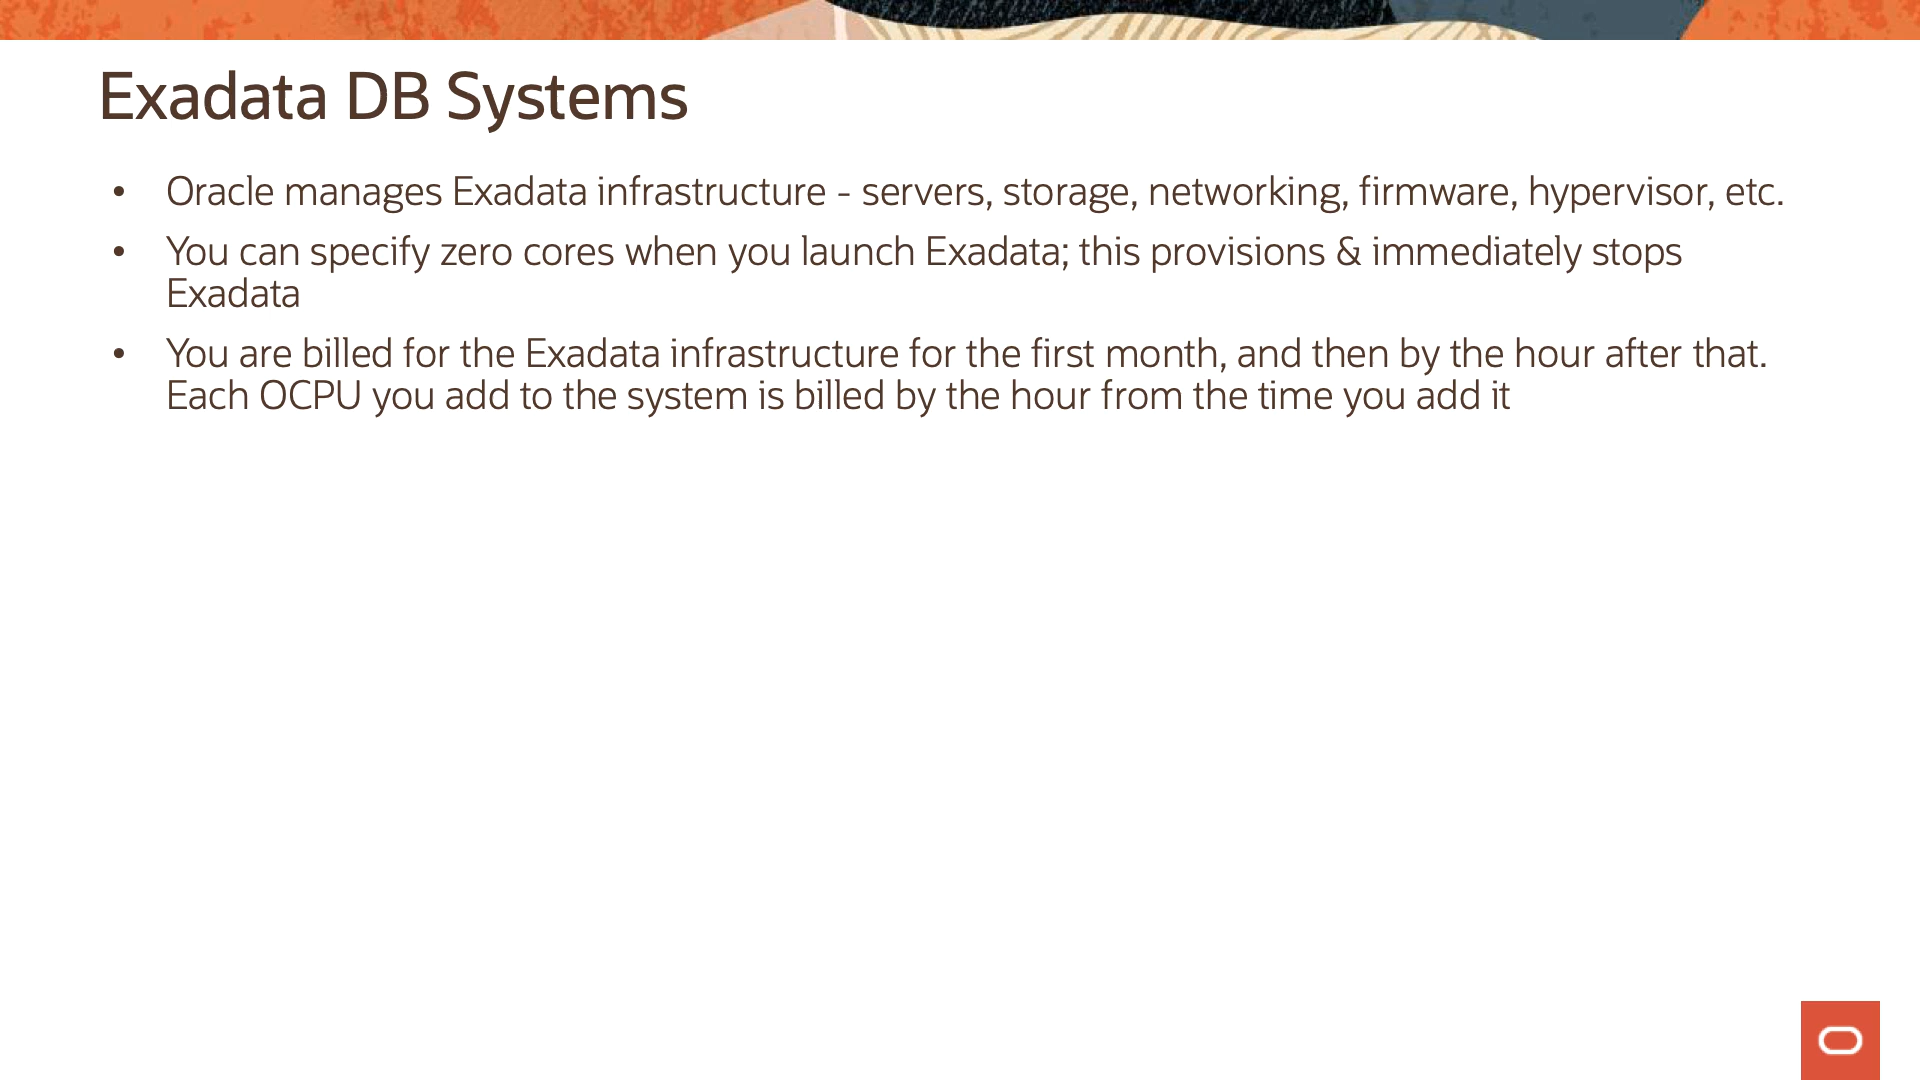 Exadata DB Systems
• Oracle manages Exadata infrastructure - servers, storage, networking, firmware, hypervisor, etc.
• You can specify zero cores when you launch Exadata; this provisions & immediately stops
Exadata
• You are billed for the Exadata infrastructure for the first month, and then by the hour after that.
Each OCPU you add to the system is billed by the hour from the time you add it